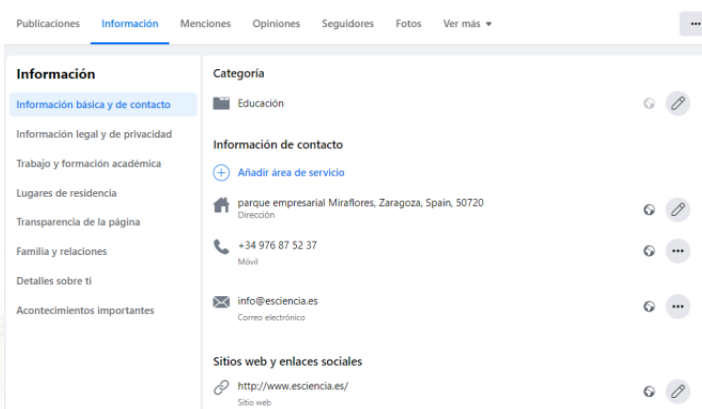 Publicaciones Información Menciones Opiniones Seguidores Fotos Ver más
Información
Información básica y de contacto
Información legal y de privacidad
Trabajo y formación académica
Lugares de residencia
Transparencia de la página
Familia y relaciones
Detalles sobre ti
Acontecimientos importantes
Categoría
Educación
Información de contacto
Añadir área de servicio
parque empresarial Miraflores, Zaragoza, Spain, 50720
Dirección
+34 976 87 52 37
Móvil
info@esciencia.es
Correo electrónico
Sitios web y enlaces sociales
http://www.esciencia.es/
Sitio web